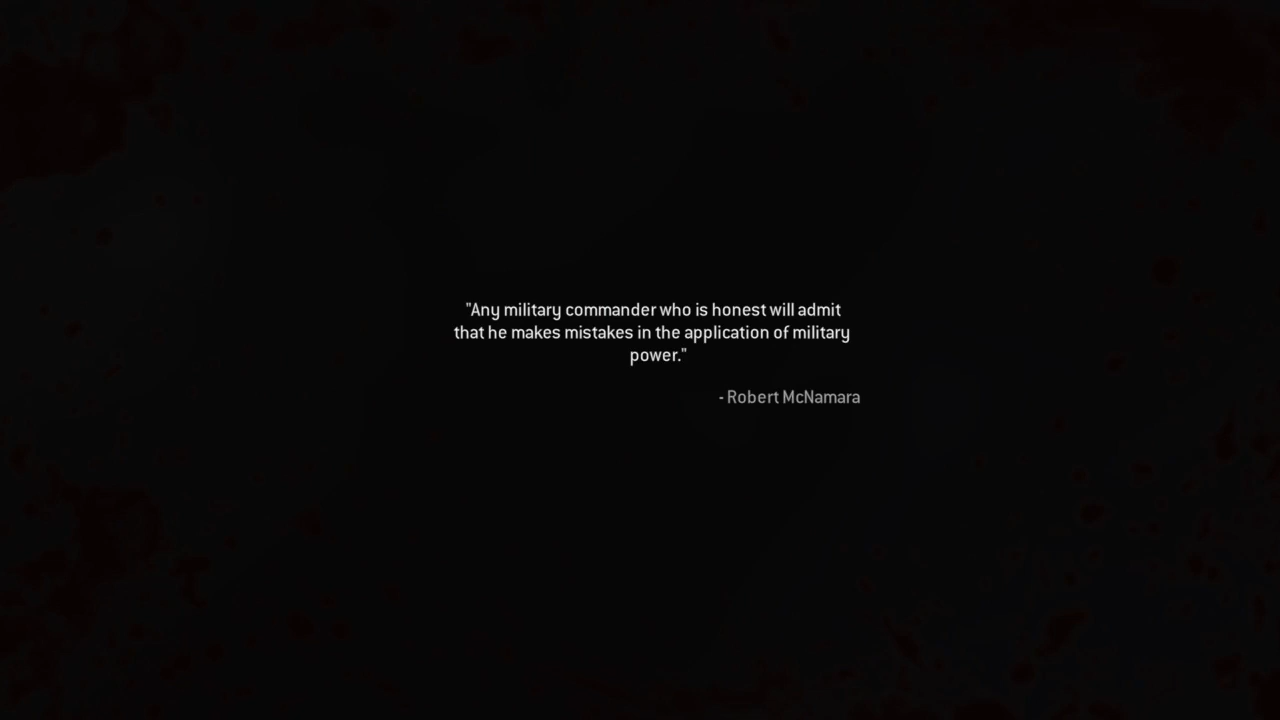 "Any military commander who is honest will admit
that he makes mistakes in the application of military
power."
- Robert McNamara